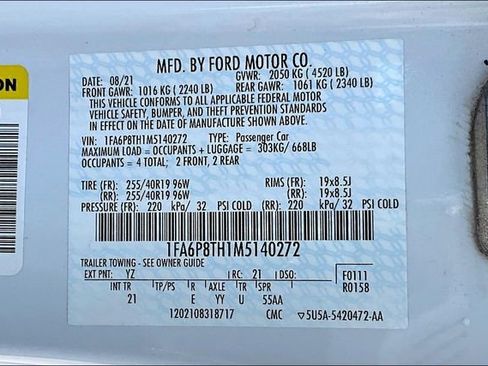 ON
MFD. BY FORD MOTOR CO.
DATE: 08/21 GVWR: 2050 KG (4520 LB)
FRONT GAWR: 1016 KG (2240 LB) REAR GAWR: 1061 KG (2340 LB)
THIS VEHICLE CONFORMS TO ALL APPLICABLE FEDERAL MOTOR
VEHICLE SAFETY, BUMPER, AND THEFT PREVENTION STANDARDS
IN EFFECT ON THE DATE OF MANUFACTURE SHOWN ABOVE.
VIN: 1FA6P8TH1M5140272 TYPE: Passenger Car
MAXIMUM LOAD = OCCUPANTS + LUGGAGE = 303KG/668LB
OCCUPANTS = 4 TOTAL; 2 FRONT, 2 REAR
TIRE (FR): 255/40R19 96W RIMS (FR): 19x8.5J
(RR): 255/40R19 96W (RR): 19x8.5J
PRESSURE (FR): 220 kPa/ 32 PSI COLD (RR): 220 kPa/ 32 PSI COLD
1FA6P8TH1M5140272
TRAILER TOWING - SEE OWNER GUIDE
EXT PNT: YZ RC: 21 DSO: F0111
INT TR TP/PS R AXLE TR SPR R0158
21 E Y U 55AA
1202108318717 CMC 5U5A-5420472-AA